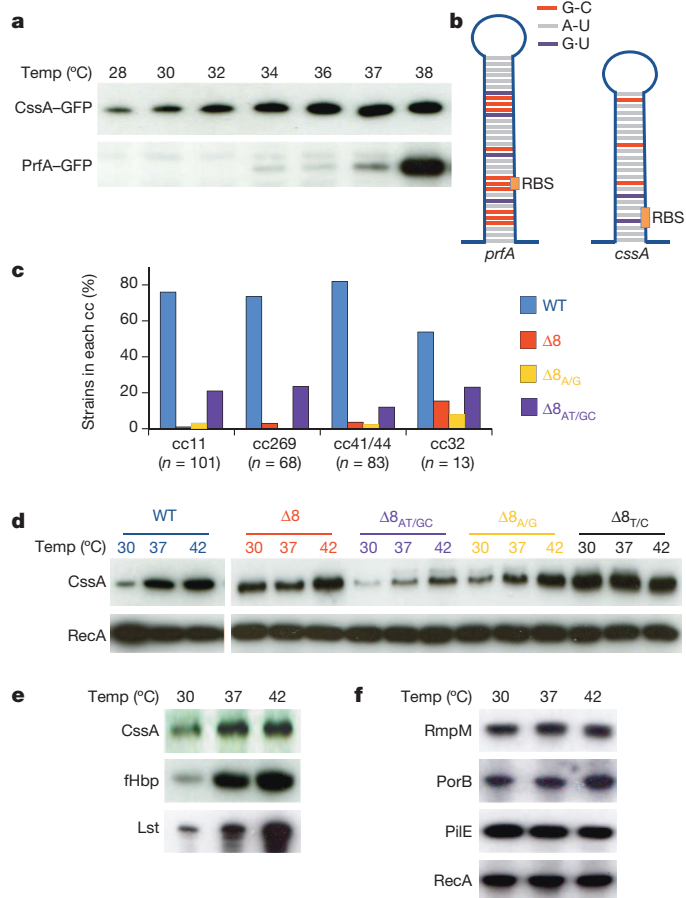 a
Temp (ºC) 28 30 32 34 36 37 38
CssA–GFP
PrfA–GFP
b
G-C
A-U
G·U
RBS
RBS
prfA
cssA
c
Strains in each cc (%)
80
60
40
20
0
cc11 cc269 cc41/44 cc32
(n = 101) (n = 68) (n = 83) (n = 13)
WT
Δ8
Δ8A/G
Δ8AT/GC
d
WT Δ8 Δ8AT/GC Δ8A/G Δ8T/C
Temp (ºC) 30 37 42 30 37 42 30 37 42 30 37 42 30 37 42
CssA
RecA
e
Temp (ºC) 30 37 42
CssA
fHbp
Lst
f
Temp (ºC) 30 37 42
RmpM
PorB
PilE
RecA